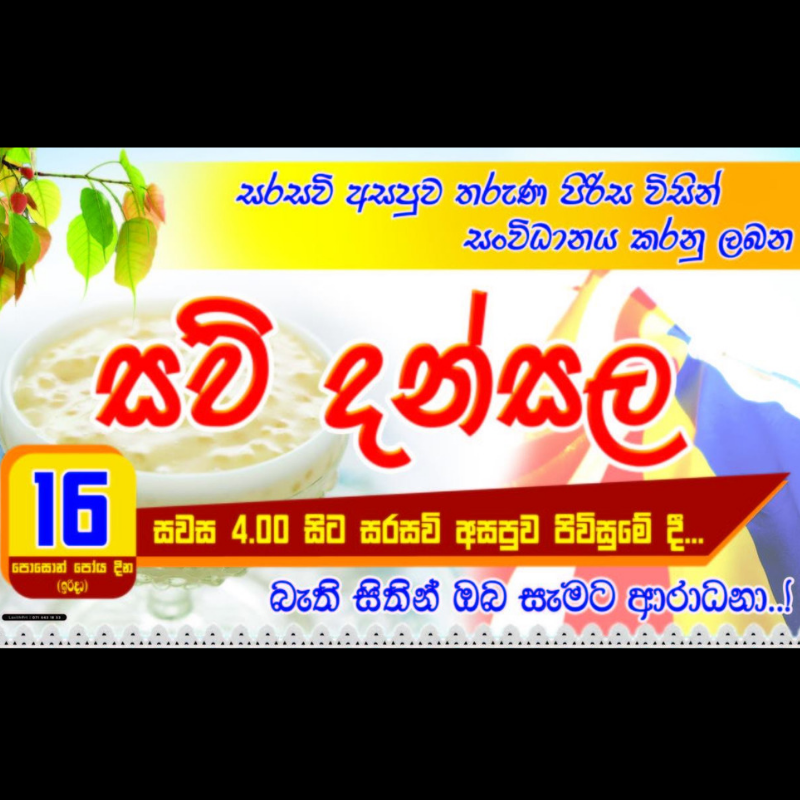 සරසවි අසපුව තරුණ පිරිස විසින්
සංවිධානය කරනු ලබන
සව් දන්සල
16
පොසොන් පෝය දින
(ඉරිදා)
සවස 4.00 සිට සරසවි අසපුව පිවිසුමේ දී...
බැති සිතින් ඔබ සැමට ආරාධනා..!